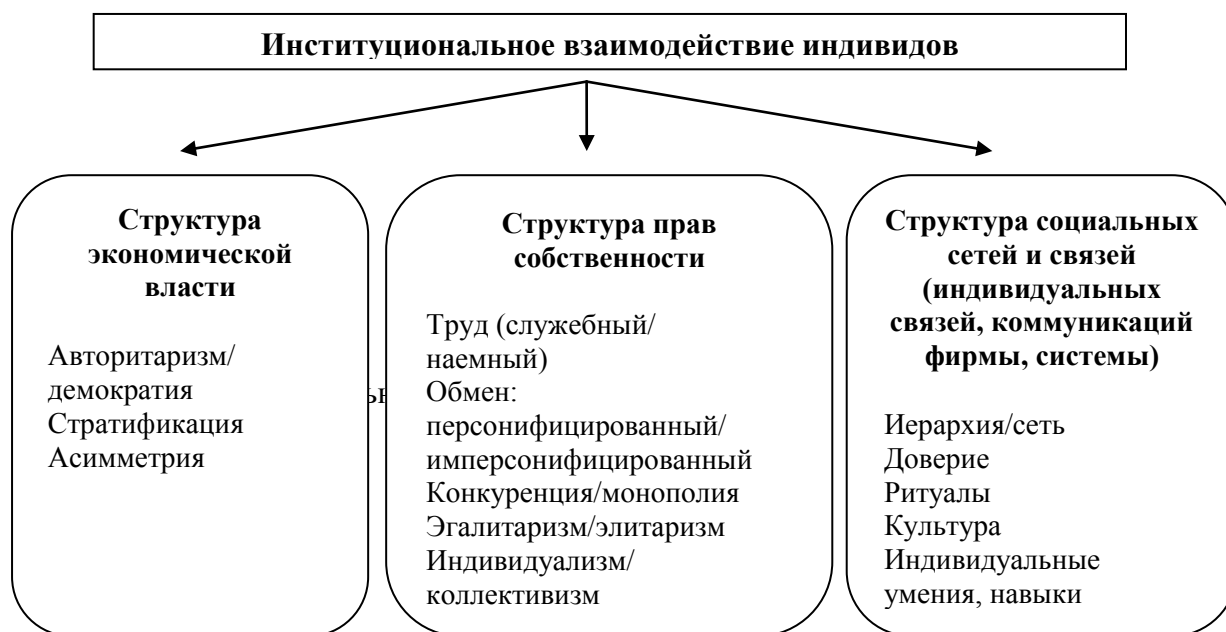 Институциональное взаимодействие индивидов
Структура
экономической
власти
Авторитаризм/
демократия
Стратификация
Асимметрия
Структура прав
собственности
Труд (служебный/
наемный)
Обмен:
персонифицированный/
имперсонифицированный
Конкуренция/монополия
Эгалитаризм/элитаризм
Индивидуализм/
коллективизм
Структура социальных
сетей и связей
(индивидуальных
связей, коммуникаций
фирмы, системы)
Иерархия/сеть
Доверие
Ритуалы
Культура
Индивидуальные
умения, навыки